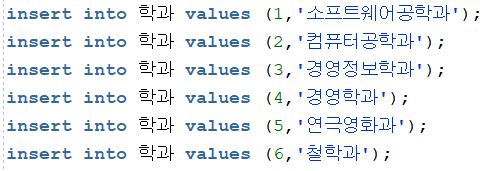 insert into 학과 values (1,'소프트웨어공학과');
insert into 학과 values (2,'컴퓨터공학과');
insert into 학과 values (3,'경영정보학과');
insert into 학과 values (4,'경영학과');
insert into 학과 values (5,'연극영화과');
insert into 학과 values (6,'철학과');